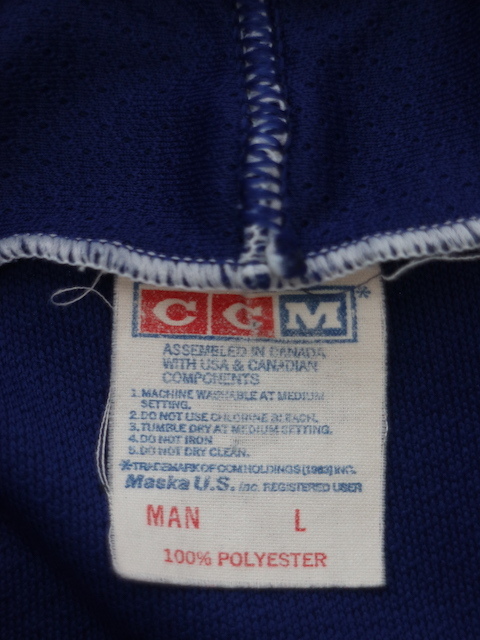 CCM*
ASSEMBLED IN CANADA
WITH USA & CANADIAN
COMPONENTS
1. MACHINE WASHABLE AT MEDIUM
SETTING.
2. DO NOT USE CHLORINE BLEACH.
3. TUMBLE DRY AT MEDIUM SETTING.
4. DO NOT IRON
5. DO NOT DRY CLEAN.
*TRADEMARK OF CCM HOLDINGS (1983) INC.
Maska U.S. Inc. REGISTERED USER
MAN L
100% POLYESTER